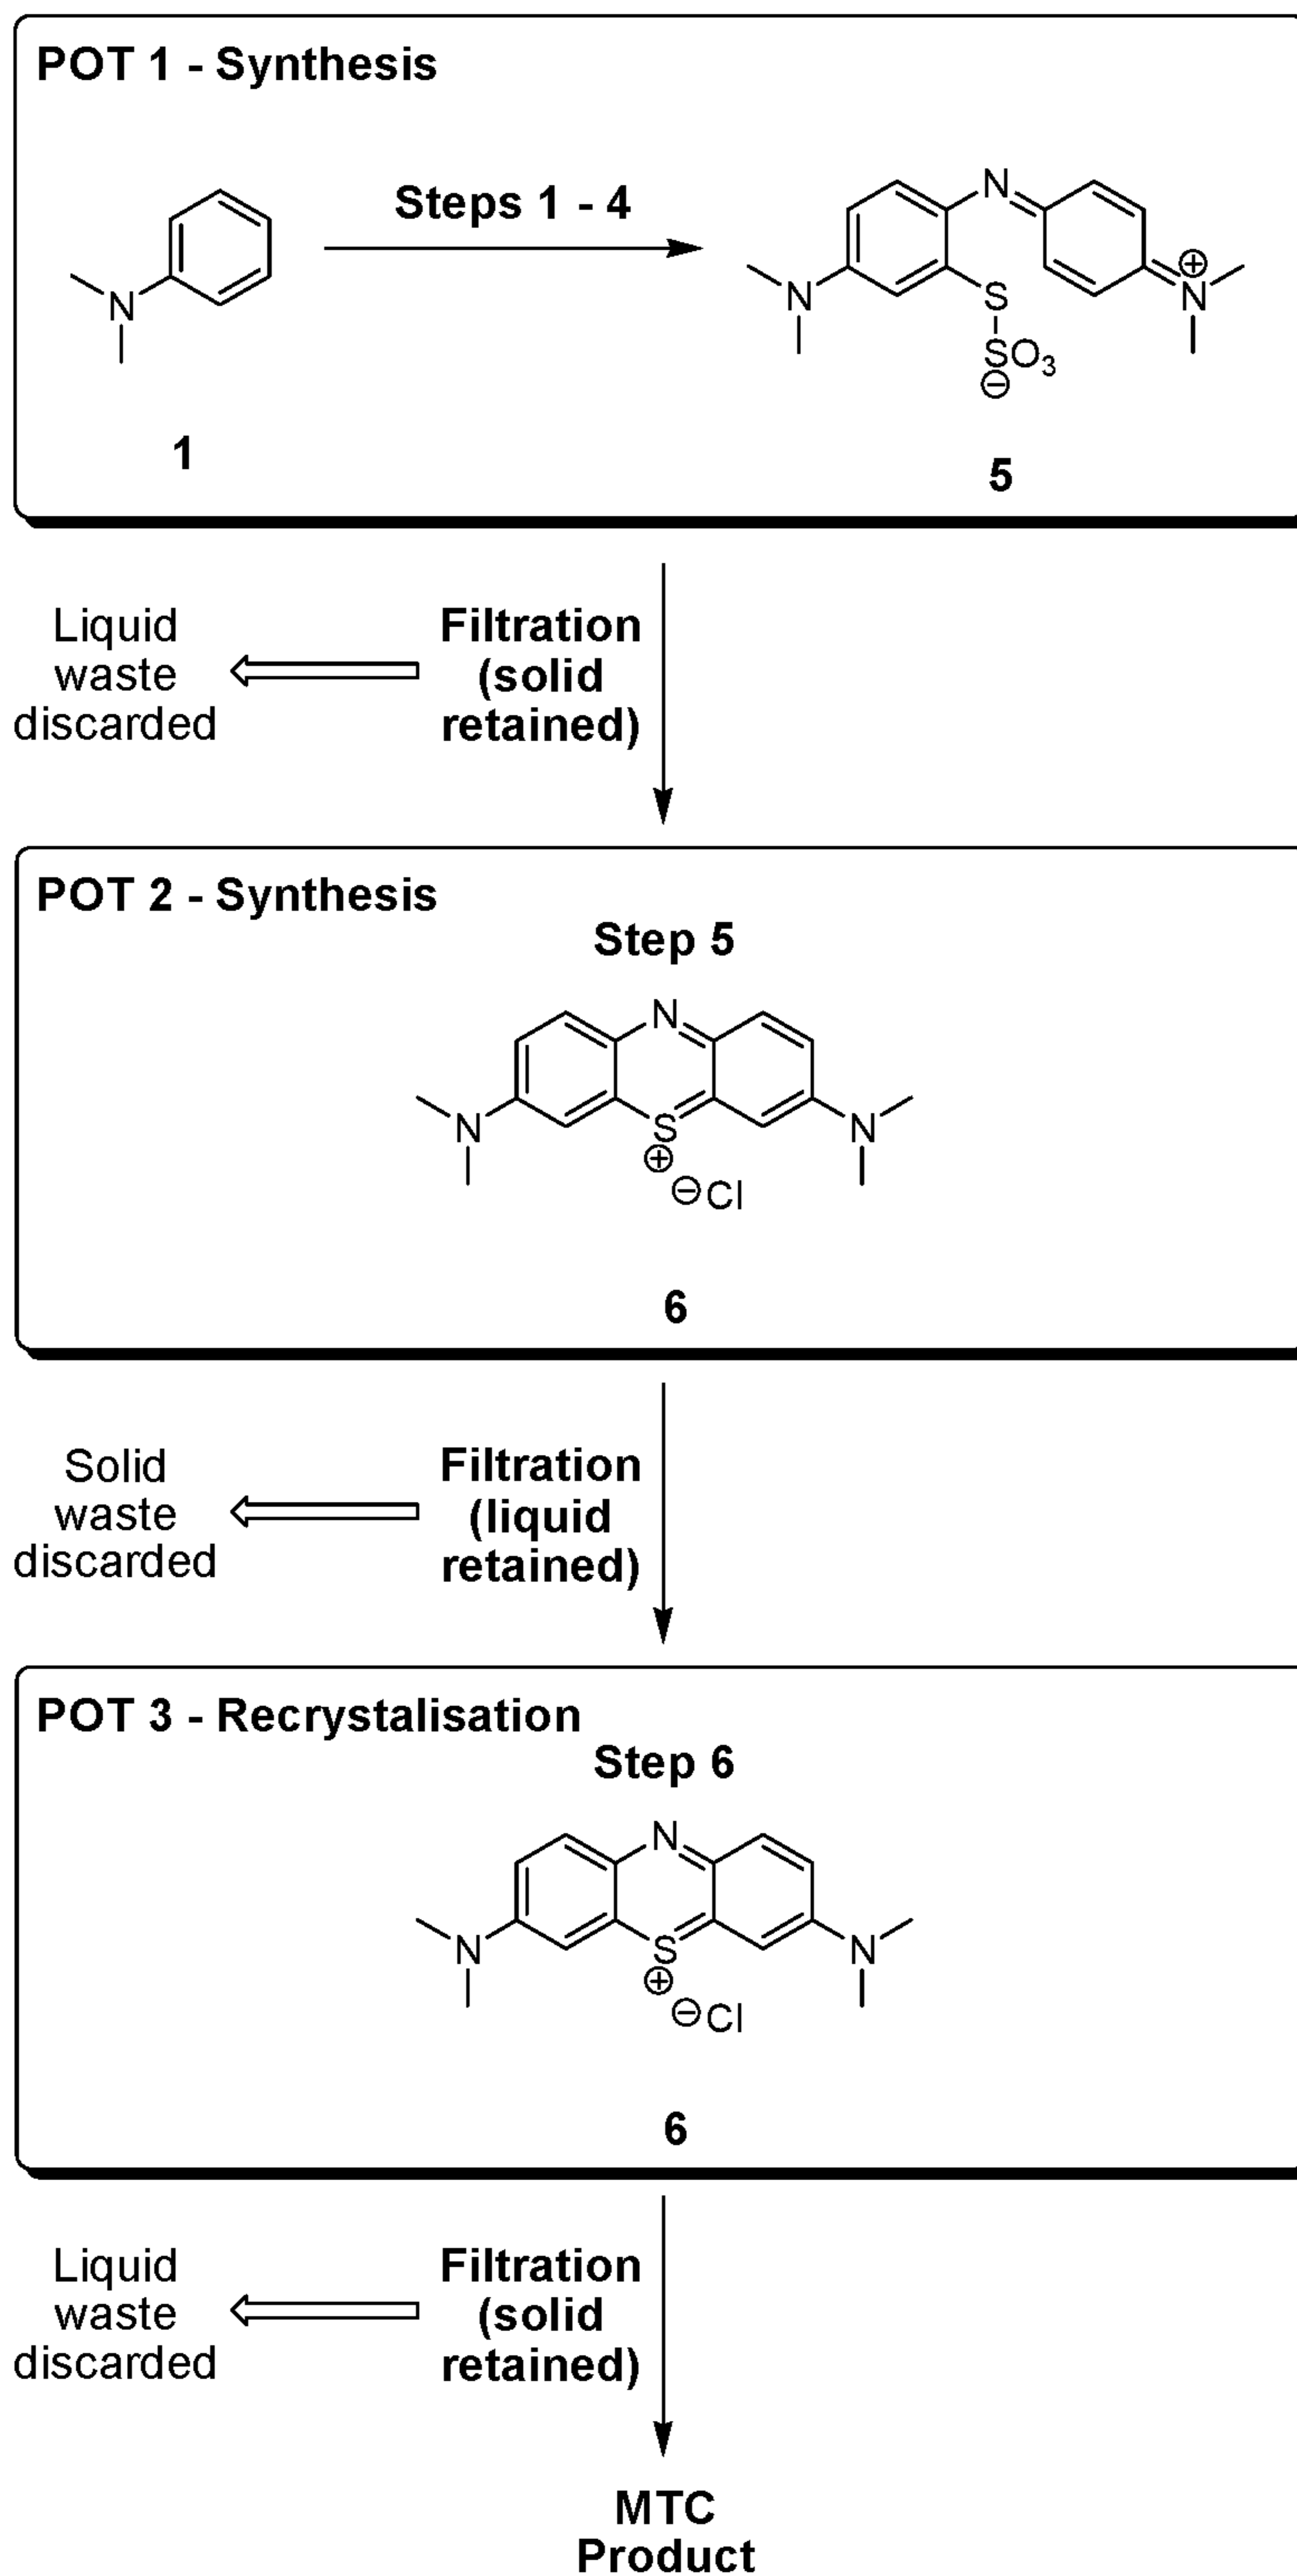 POT 1 - Synthesis
Steps 1 - 4
N
N
N
⊕
S
SO3
⊖
1
5
Liquid
waste
discarded
Filtration
(solid
retained)
POT 2 - Synthesis
Step 5
N
N
S
N
⊕
⊖Cl
6
Solid
waste
discarded
Filtration
(liquid
retained)
POT 3 - Recrystalisation
Step 6
N
N
S
N
⊕
⊖Cl
6
Liquid
waste
discarded
Filtration
(solid
retained)
MTC
Product